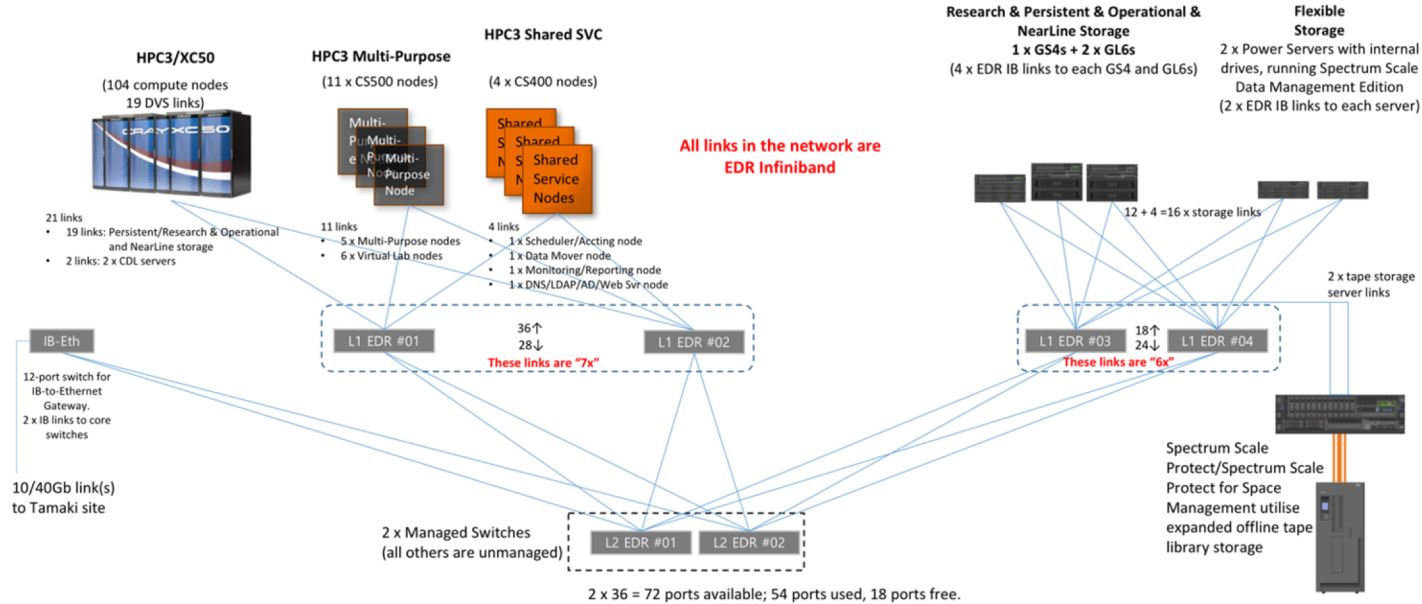 HPC3/XC50
(104 compute nodes
19 DVS links)
CRAY XC50
HPC3 Multi-Purpose
(11 x CS500 nodes)
HPC3 Shared SVC
(4 x CS400 nodes)
Multi-
Multi-
Multi-
Purpose
Node
Shared
Shared
Shared
Service
Nodes
All links in the network are
EDR Infiniband
Research & Persistent & Operational &
NearLine Storage
1 x GS4s + 2 x GL6s
(4 x EDR IB links to each GS4 and GL6s)
Flexible
Storage
2 x Power Servers with internal
drives, running Spectrum Scale
Data Management Edition
(2 x EDR IB links to each server)
21 links
• 19 links: Persistent/Research & Operational
and NearLine storage
• 2 links: 2 x CDL servers
11 links
• 5 x Multi-Purpose nodes
• 6 x Virtual Lab nodes
4 links
• 1 x Scheduler/Accting node
• 1 x Data Mover node
• 1 x Monitoring/Reporting node
• 1 x DNS/LDAP/AD/Web Svr node
12 + 4 =16 x storage links
2 x tape storage
server links
IB-Eth
12-port switch for
IB-to-Ethernet
Gateway.
2 x IB links to core
switches
10/40Gb link(s)
to Tamaki site
L1 EDR #01
36↑
28↓
L1 EDR #02
These links are "7x"
L1 EDR #03
18↑
24↓
L1 EDR #04
These links are "6x"
Spectrum Scale
Protect/Spectrum Scale
Protect for Space
Management utilise
expanded offline tape
library storage
2 x Managed Switches
(all others are unmanaged)
L2 EDR #01
L2 EDR #02
2 x 36 = 72 ports available; 54 ports used, 18 ports free.